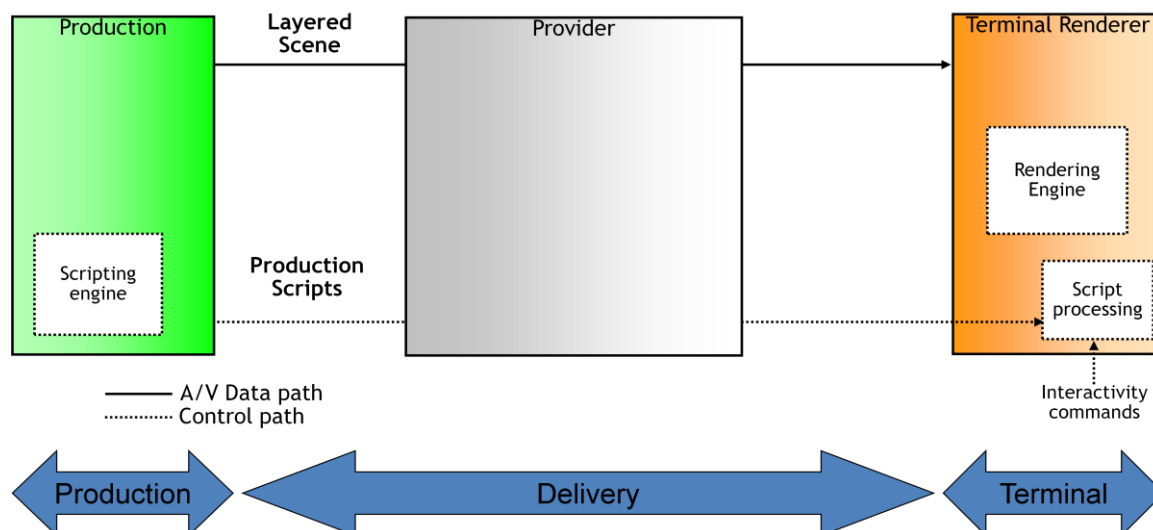 Production
Layered
Scene
Provider
Terminal Renderer
Rendering
Engine
Scripting
engine
Production
Scripts
Script
processing
A/V Data path
Control path
Interactivity
commands
Production
Delivery
Terminal